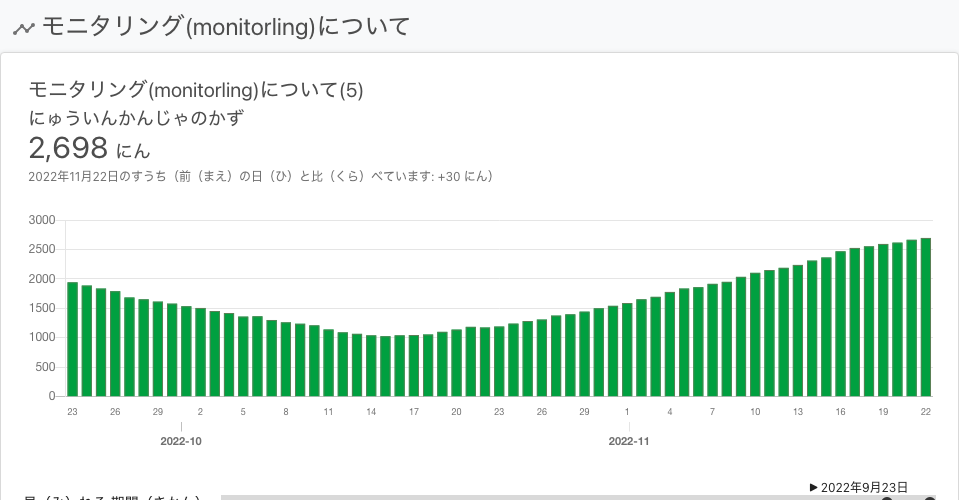 モニタリング(monitorling)について
モニタリング(monitorling)について(5)
にゅういんかんじゃのかず
2,698 にん
2022年11月22日のすうち（前（まえ）の日（ひ）と比（くら）べています: +30 にん）
3000
2500
2000
1500
1000
500
0
23 26 29 2 5 8 11 14 17 20 23 26 29 1 4 7 10 13 16 19 22
2022-10 2022-11
▶ 2022年9月23日